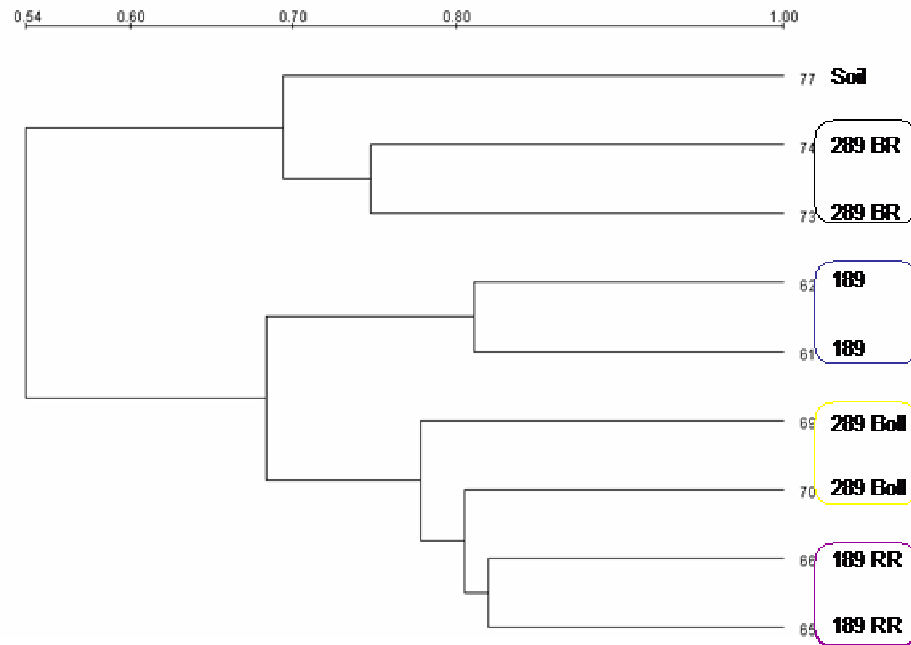 0.54 0.60 0.70 0.80 1.00
77 Soil
74 289 BR
73 289 BR
62 189
61 189
69 289 Boll
70 289 Boll
66 189 RR
65 189 RR